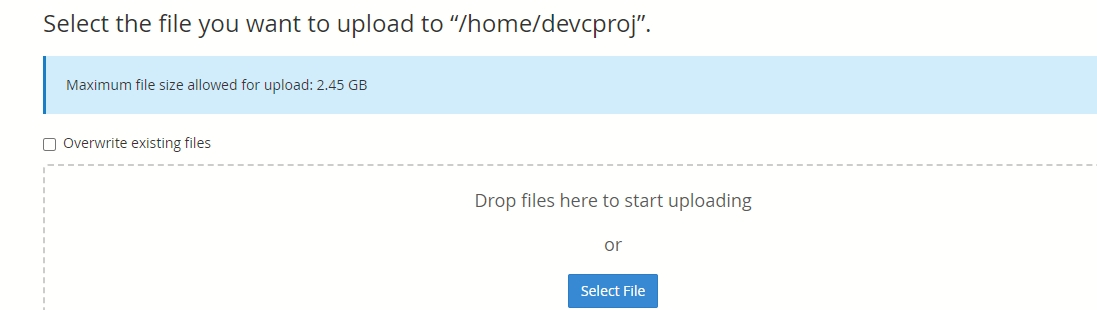 Select the file you want to upload to “/home/devcproj”.
Maximum file size allowed for upload: 2.45 GB
Overwrite existing files
Drop files here to start uploading
or
Select File